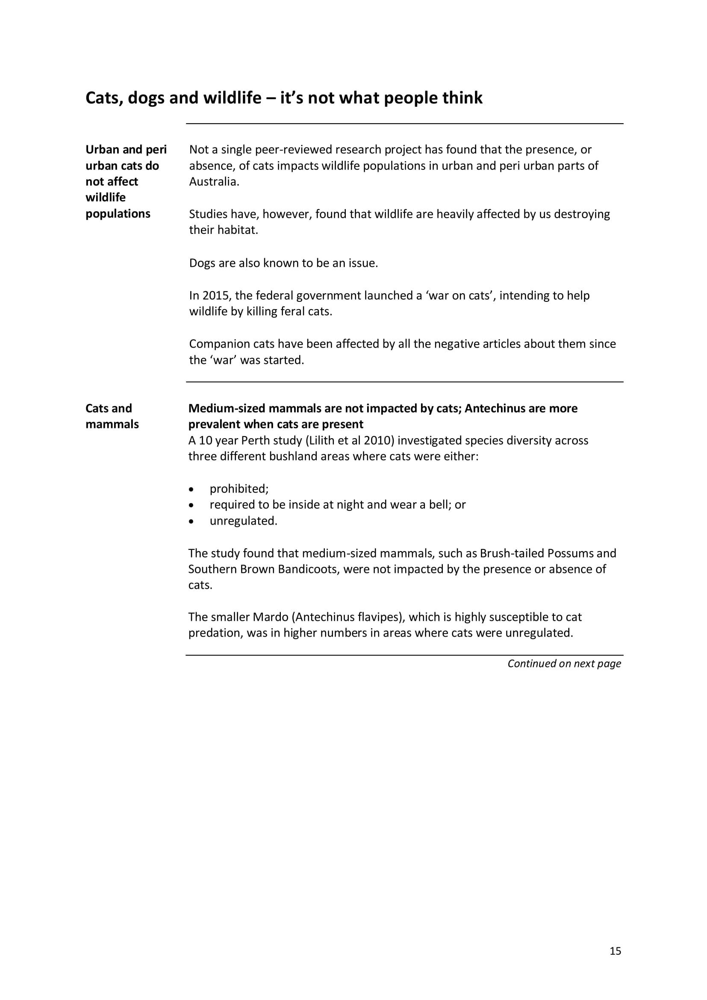 Cats, dogs and wildlife – it’s not what people think
Urban and peri
urban cats do
not affect
wildlife
populations
Not a single peer-reviewed research project has found that the presence, or
absence, of cats impacts wildlife populations in urban and peri urban parts of
Australia.
Studies have, however, found that wildlife are heavily affected by us destroying
their habitat.
Dogs are also known to be an issue.
In 2015, the federal government launched a ‘war on cats’, intending to help
wildlife by killing feral cats.
Companion cats have been affected by all the negative articles about them since
the ‘war’ was started.
Cats and
mammals
Medium-sized mammals are not impacted by cats; Antechinus are more
prevalent when cats are present
A 10 year Perth study (Lilith et al 2010) investigated species diversity across
three different bushland areas where cats were either:
• prohibited;
• required to be inside at night and wear a bell; or
• unregulated.
The study found that medium-sized mammals, such as Brush-tailed Possums and
Southern Brown Bandicoots, were not impacted by the presence or absence of
cats.
The smaller Mardo (Antechinus flavipes), which is highly susceptible to cat
predation, was in higher numbers in areas where cats were unregulated.
Continued on next page
15